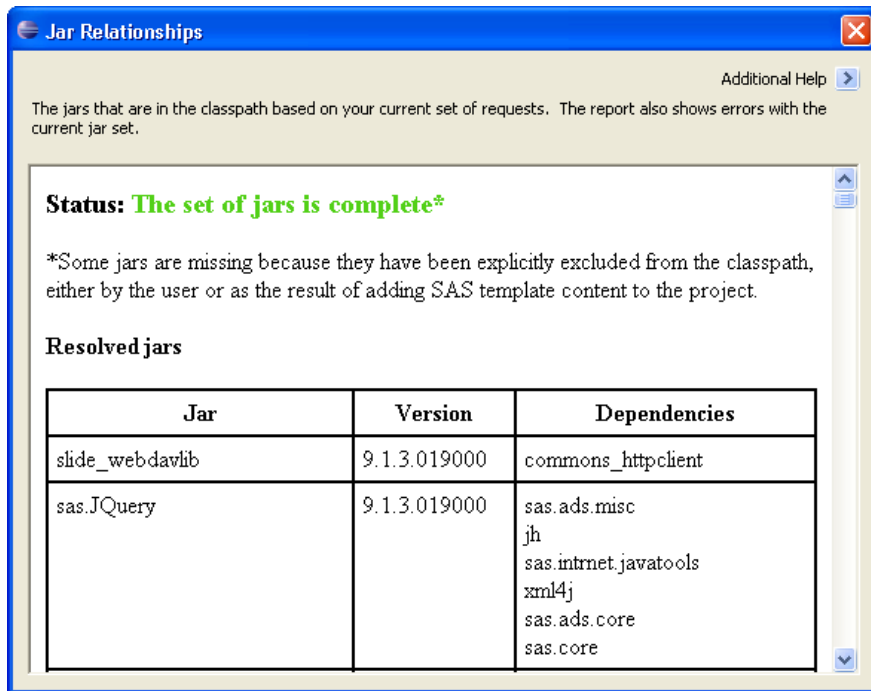 Jar Relationships
Additional Help
The jars that are in the classpath based on your current set of requests. The report also shows errors with the
current jar set.
Status: The set of jars is complete*
*Some jars are missing because they have been explicitly excluded from the classpath,
either by the user or as the result of adding SAS template content to the project.
Resolved jars
Jar Version Dependencies
slide_webdavlib 9.1.3.019000 commons_httpclient
sas.JQuery 9.1.3.019000 sas.ads.misc
jh
sas.intrnet.javatools
xml4j
sas.ads.core
sas.core